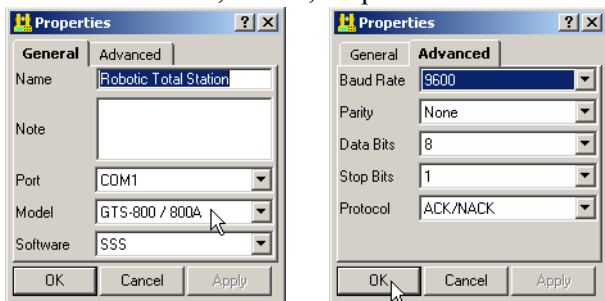 Properties
General Advanced
Name Robotic Total Station
Note
Port COM1
Model GTS-800 / 800A
Software SSS
OK Cancel Apply
Properties
General Advanced
Baud Rate 9600
Parity None
Data Bits 8
Stop Bits 1
Protocol ACK/NACK
OK Cancel Apply